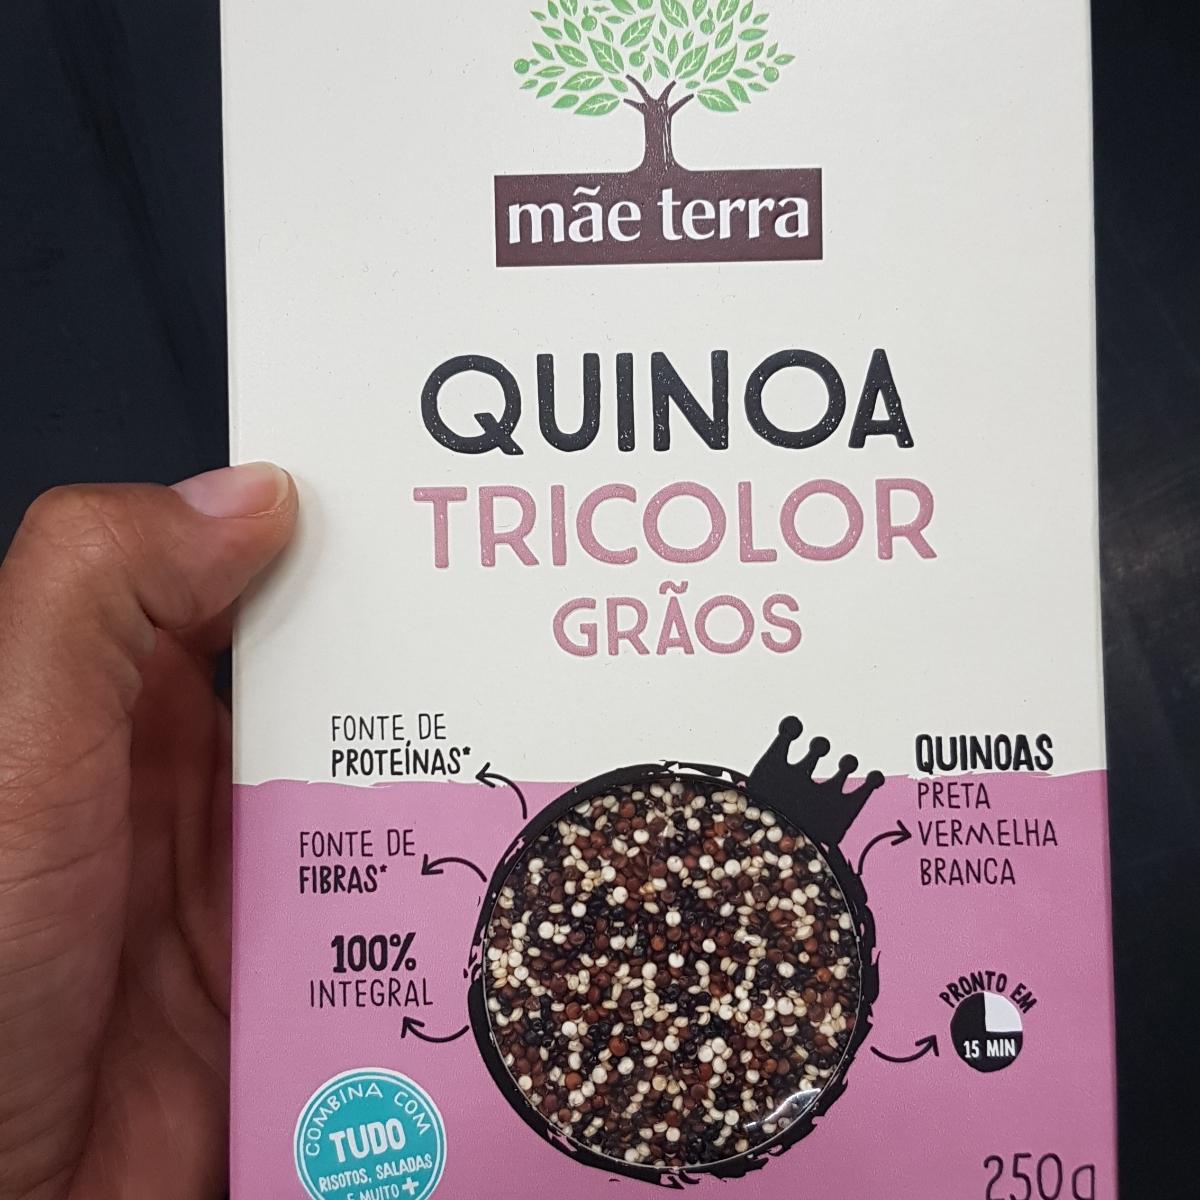 mãe terra
QUINOA
TRICOLOR
GRÃOS
FONTE DE
PROTEÍNAS*
FONTE DE
FIBRAS*
100%
INTEGRAL
QUINOAS
PRETA
VERMELHA
BRANCA
PRONTO EM
15 MIN
COMBINA COM
TUDO
RISOTOS, SALADAS
E MUITO +
250g